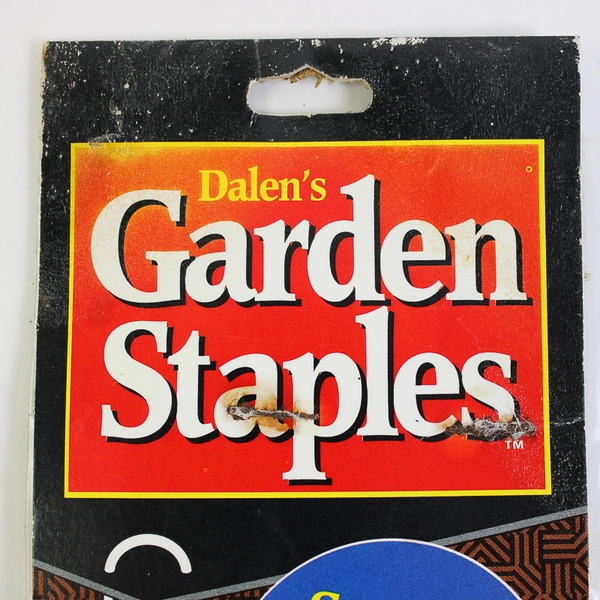 Dalen's
Garden
Staples
TM